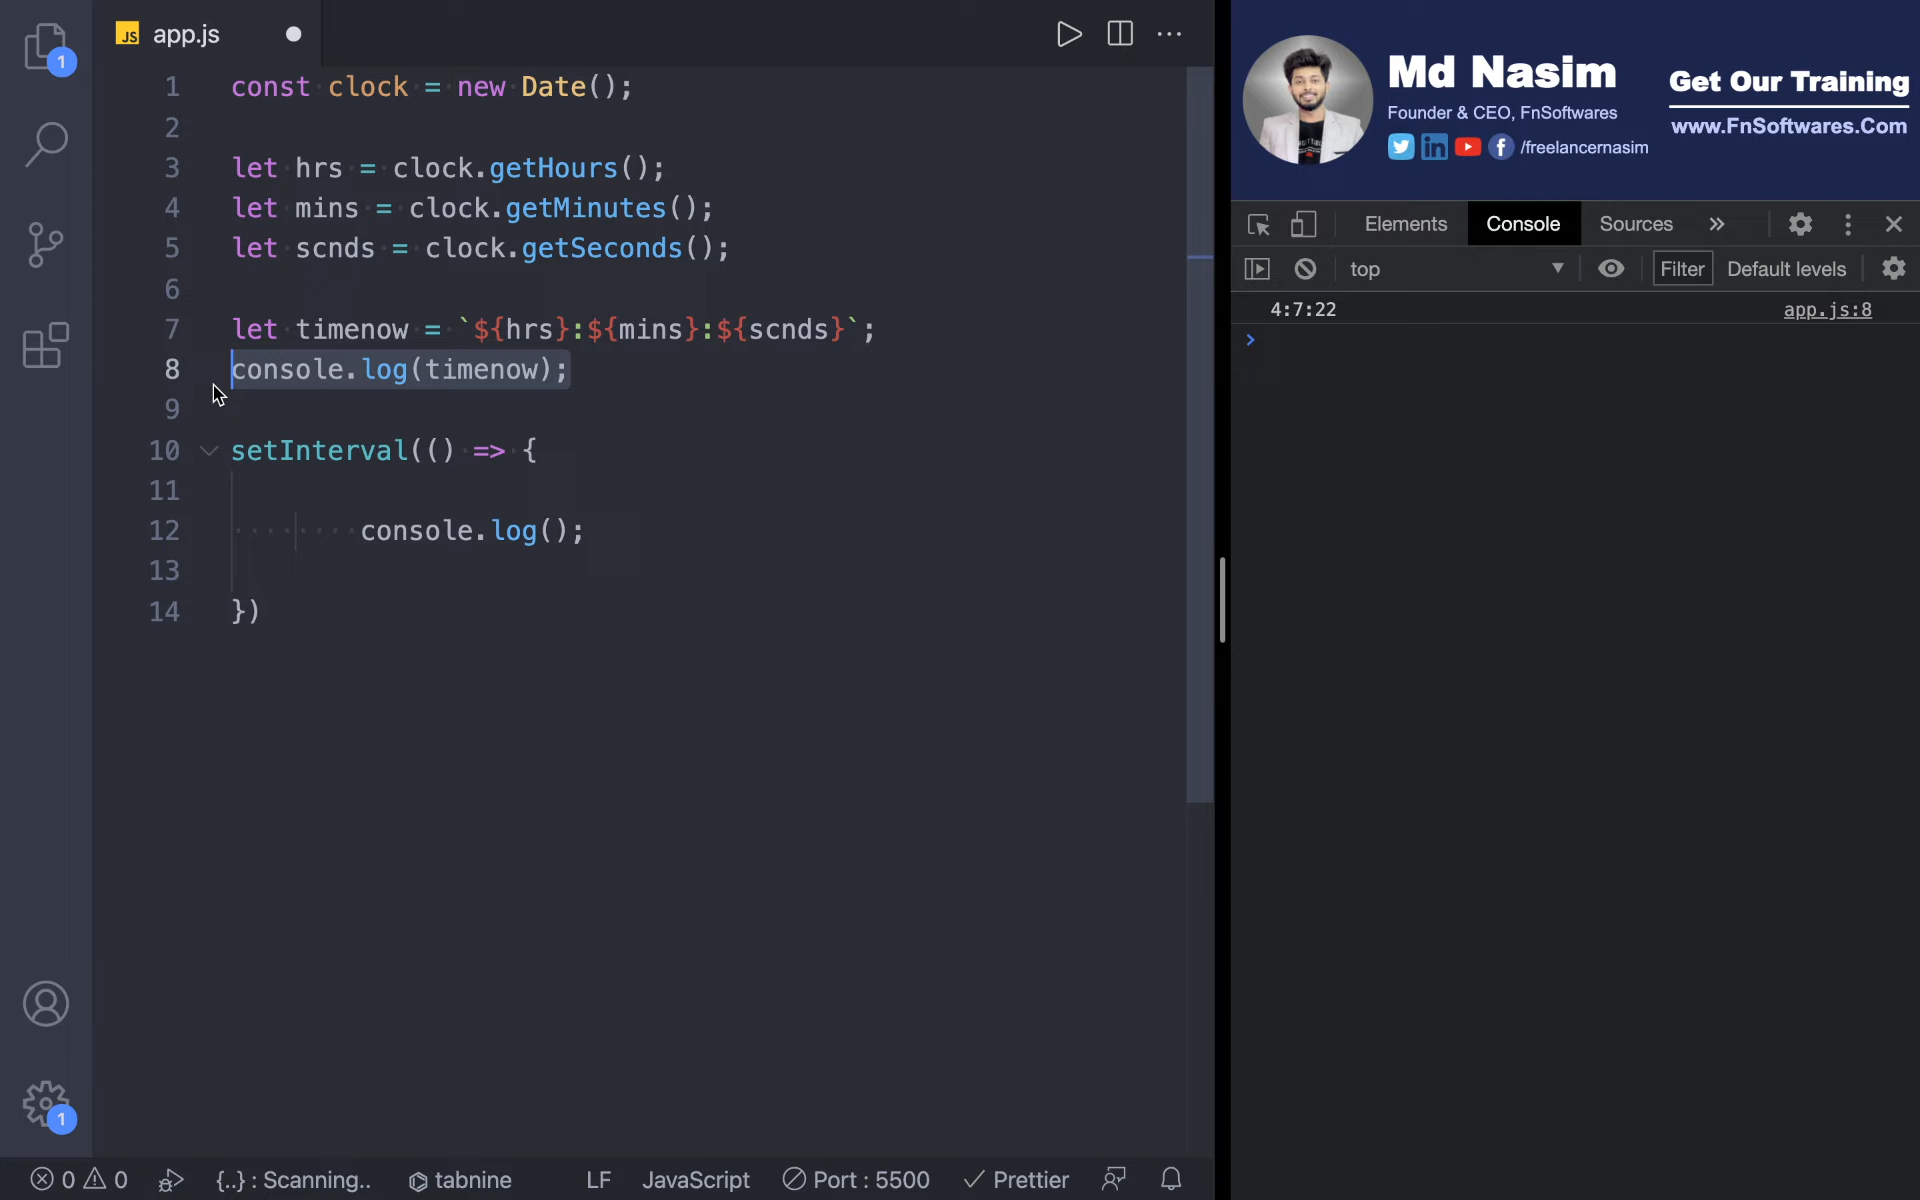 JS app.js
1 const clock = new Date();
2
3 let hrs = clock.getHours();
4 let mins = clock.getMinutes();
5 let scnds = clock.getSeconds();
6
7 let timenow = `${hrs}:${mins}:${scnds}`;
8 console.log(timenow);
9
10 setInterval(() => {
11
12 console.log();
13
14 })
1
1
0 0 {..} : Scanning.. tabnine LF JavaScript Port : 5500 Prettier
Md Nasim
Founder & CEO, FnSoftwares
/freelancernasim
Get Our Training
www.FnSoftwares.Com
Elements Console Sources
top Filter Default levels
4:7:22 app.js:8